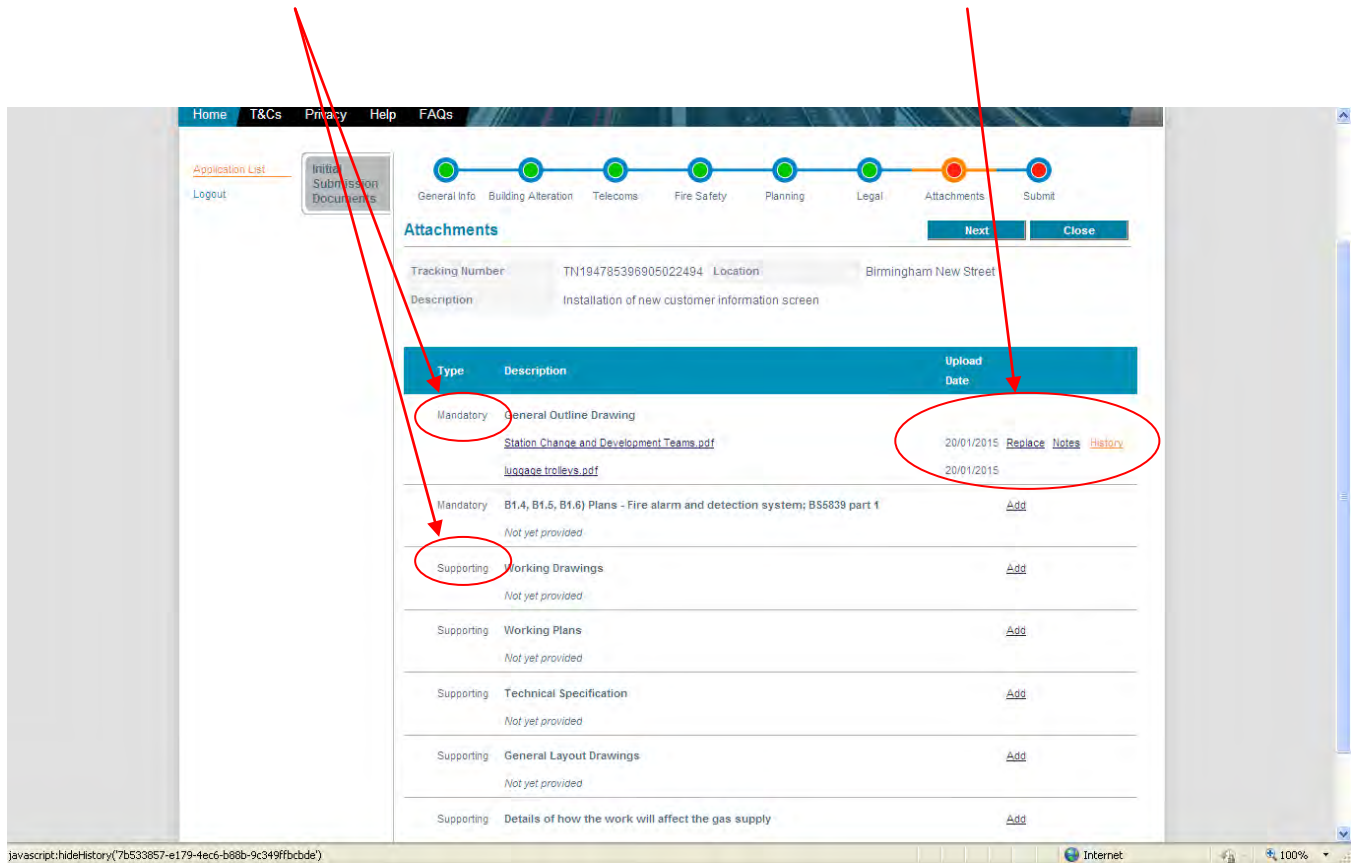 Home T&Cs Privacy Help FAQs
Application List
Logout
Initial
Submission
Documents
General Info Building Alteration Telecoms Fire Safety Planning Legal Attachments Submit
Attachments Next Close
Tracking Number TN194785396905022494 Location Birmingham New Street
Description Installation of new customer information screen
Type Description Upload
Date
Mandatory General Outline Drawing
Station Change and Development Teams.pdf 20/01/2015 Replace Notes History
luggage trolleys.pdf 20/01/2015
Mandatory B1.4, B1.5, B1.6) Plans - Fire alarm and detection system; BS5839 part 1 Add
Not yet provided
Supporting Working Drawings Add
Not yet provided
Supporting Working Plans Add
Not yet provided
Supporting Technical Specification Add
Not yet provided
Supporting General Layout Drawings Add
Not yet provided
Supporting Details of how the work will affect the gas supply Add
javascript:hideHistory('7b533857-e179-4ec6-b88b-9c349ffbcbde') Internet 100%